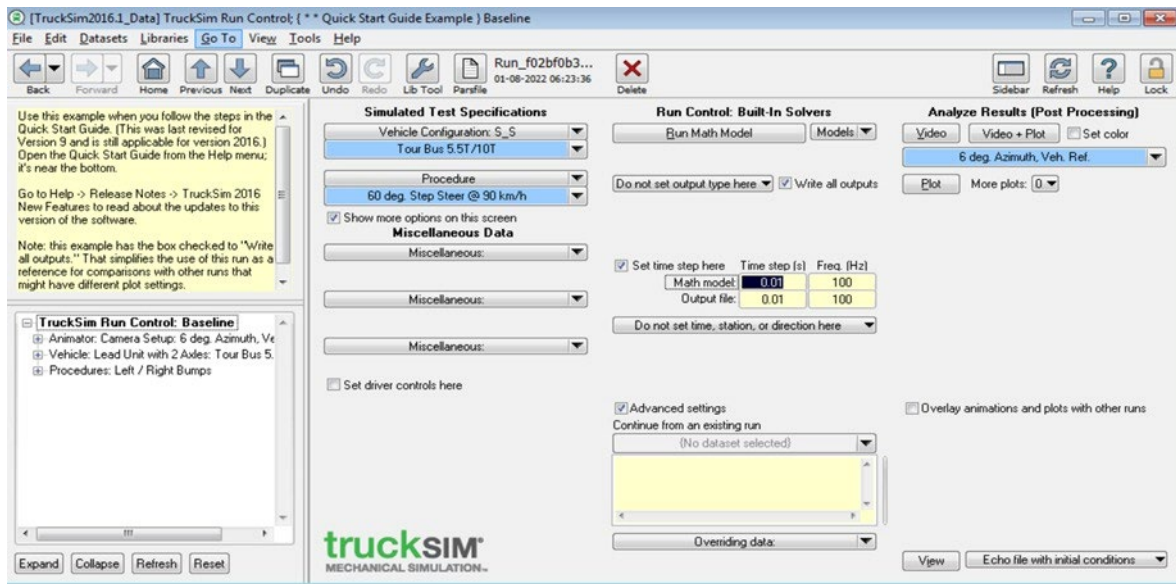 [TruckSim2016.1_Data] TruckSim Run Control; { * * Quick Start Guide Example } Baseline
File Edit Datasets Libraries Go To View Tools Help
Back Forward Home Previous Next Duplicate Undo Redo Lib Tool Parsfile
Run_f02bf0b3...
01-08-2022 06:23:36
Delete Sidebar Refresh Help Lock
Use this example when you follow the steps in the
Quick Start Guide. (This was last revised for
Version 9 and is still applicable for version 2016.)
Open the Quick Start Guide from the Help menu;
it's near the bottom.
Go to Help -> Release Notes -> TruckSim 2016
New Features to read about the updates to this
version of the software.
Note: this example has the box checked to "Write
all outputs." That simplifies the use of this run as a
reference for comparisons with other runs that
might have different plot settings.
TruckSim Run Control: Baseline
Animator: Camera Setup: 6 deg. Azimuth, Ve
Vehicle: Lead Unit with 2 Axles: Tour Bus 5.
Procedures: Left / Right Bumps
Expand Collapse Refresh Reset
Simulated Test Specifications
Vehicle Configuration: S_S
Tour Bus 5.5T/10T
Procedure
60 deg. Step Steer @ 90 km/h
Show more options on this screen
Miscellaneous Data
Miscellaneous:
Miscellaneous:
Miscellaneous:
Set driver controls here
truckSIM
MECHANICAL SIMULATION
Run Control: Built-In Solvers
Run Math Model Models
Do not set output type here Write all outputs
Set time step here Time step (s) Freq. (Hz)
Math model: 0.01 100
Output file: 0.01 100
Do not set time, station, or direction here
Advanced settings
Continue from an existing run
{No dataset selected}
Overriding data:
Analyze Results (Post Processing)
Video Video + Plot Set color
6 deg. Azimuth, Veh. Ref.
Plot More plots: 0
Overlay animations and plots with other runs
View Echo file with initial conditions